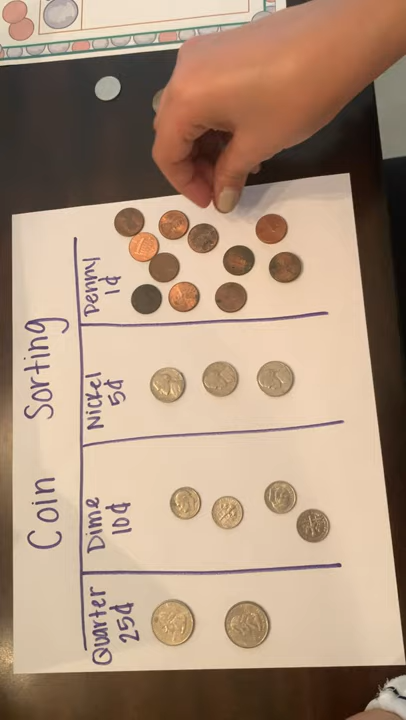 Coin Sorting
Quarter
25¢
Dime
10¢
Nickel
5¢
Penny
1¢